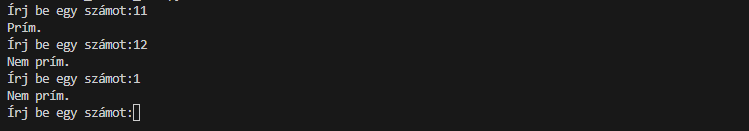 Írj be egy számot:11
Prím.
Írj be egy számot:12
Nem prím.
Írj be egy számot:1
Nem prím.
Írj be egy számot: